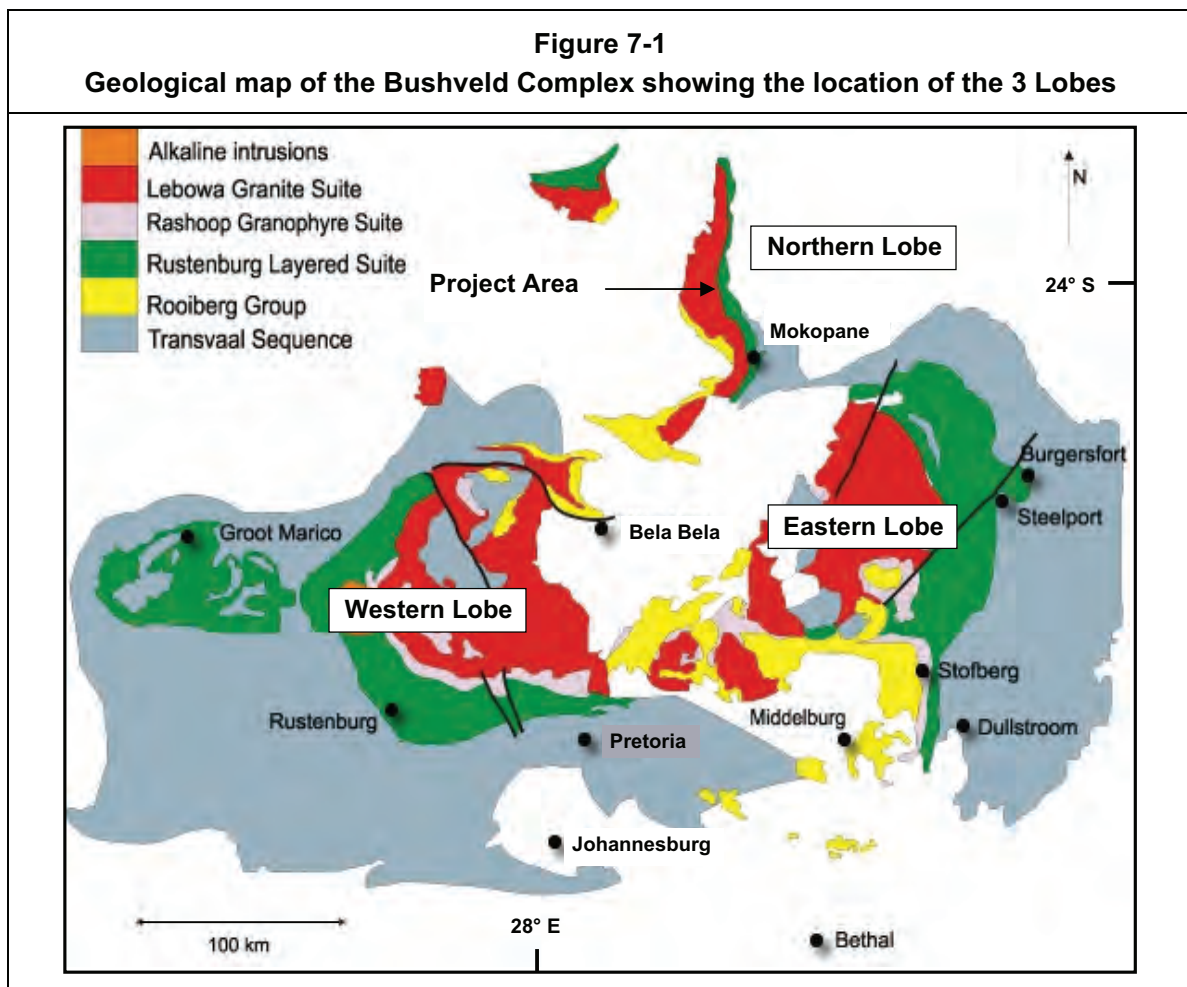 Figure 7-1
Geological map of the Bushveld Complex showing the location of the 3 Lobes
Alkaline intrusions
Lebowa Granite Suite
Rashoop Granophyre Suite
Rustenburg Layered Suite
Rooiberg Group
Transvaal Sequence
N
Northern Lobe
Project Area
24° S
Mokopane
Burgersfort
Steelport
Eastern Lobe
Groot Marico
Bela Bela
Western Lobe
Stofberg
Rustenburg
Middelburg
Dullstroom
Pretoria
Johannesburg
28° E
100 km
Bethal